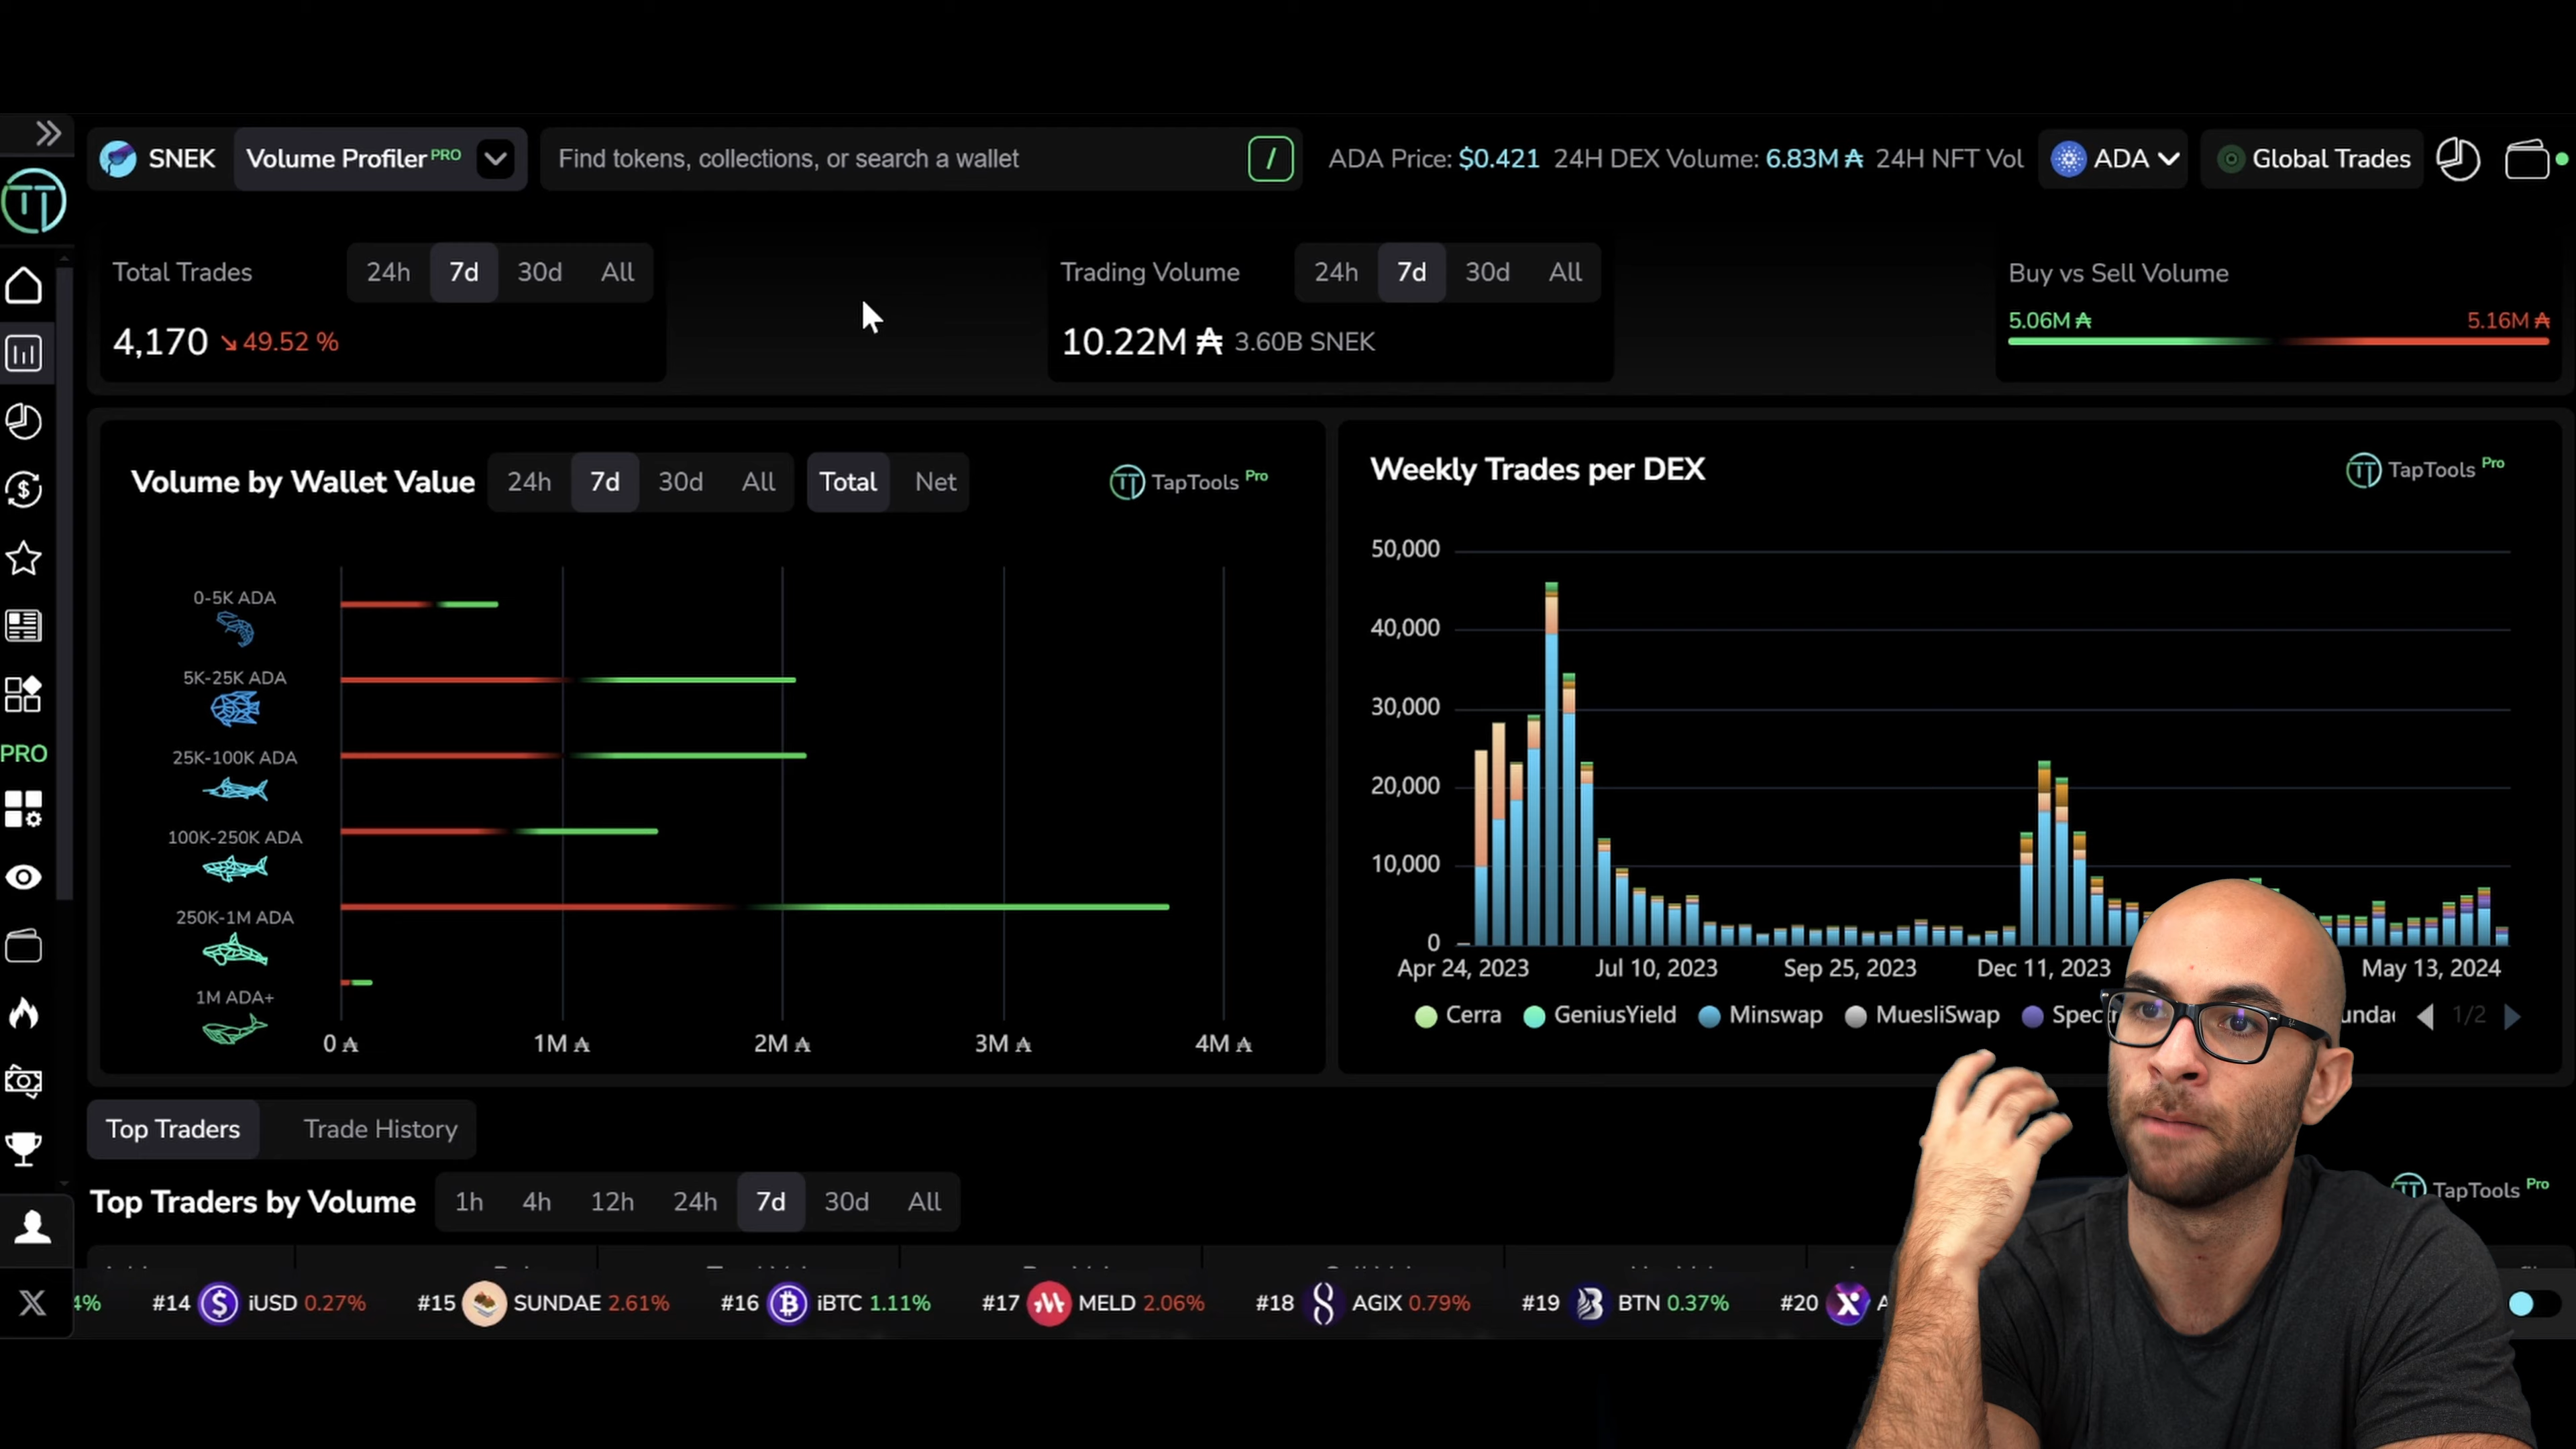 SNEK Volume Profiler PRO
Find tokens, collections, or search a wallet /
ADA Price: $0.421 24H DEX Volume: 6.83M ₳ 24H NFT Vol
ADA
Global Trades
Total Trades 24h 7d 30d All
4,170 ↘ 49.52 %
Trading Volume 24h 7d 30d All
10.22M ₳ 3.60B SNEK
Buy vs Sell Volume
5.06M ₳ 5.16M ₳
Volume by Wallet Value 24h 7d 30d All Total Net
TapTools Pro
0-5K ADA
5K-25K ADA
25K-100K ADA
100K-250K ADA
250K-1M ADA
1M ADA+
0 ₳ 1M ₳ 2M ₳ 3M ₳ 4M ₳
Weekly Trades per DEX
TapTools Pro
50,000
40,000
30,000
20,000
10,000
0
Apr 24, 2023 Jul 10, 2023 Sep 25, 2023 Dec 11, 2023 May 13, 2024
Cerra GeniusYield Minswap MuesliSwap Spec undae 1/2
PRO
Top Traders Trade History
Top Traders by Volume 1h 4h 12h 24h 7d 30d All
TapTools Pro
4% #14 iUSD 0.27% #15 SUNDAE 2.61% #16 iBTC 1.11% #17 MELD 2.06% #18 AGIX 0.79% #19 BTN 0.37% #20 A